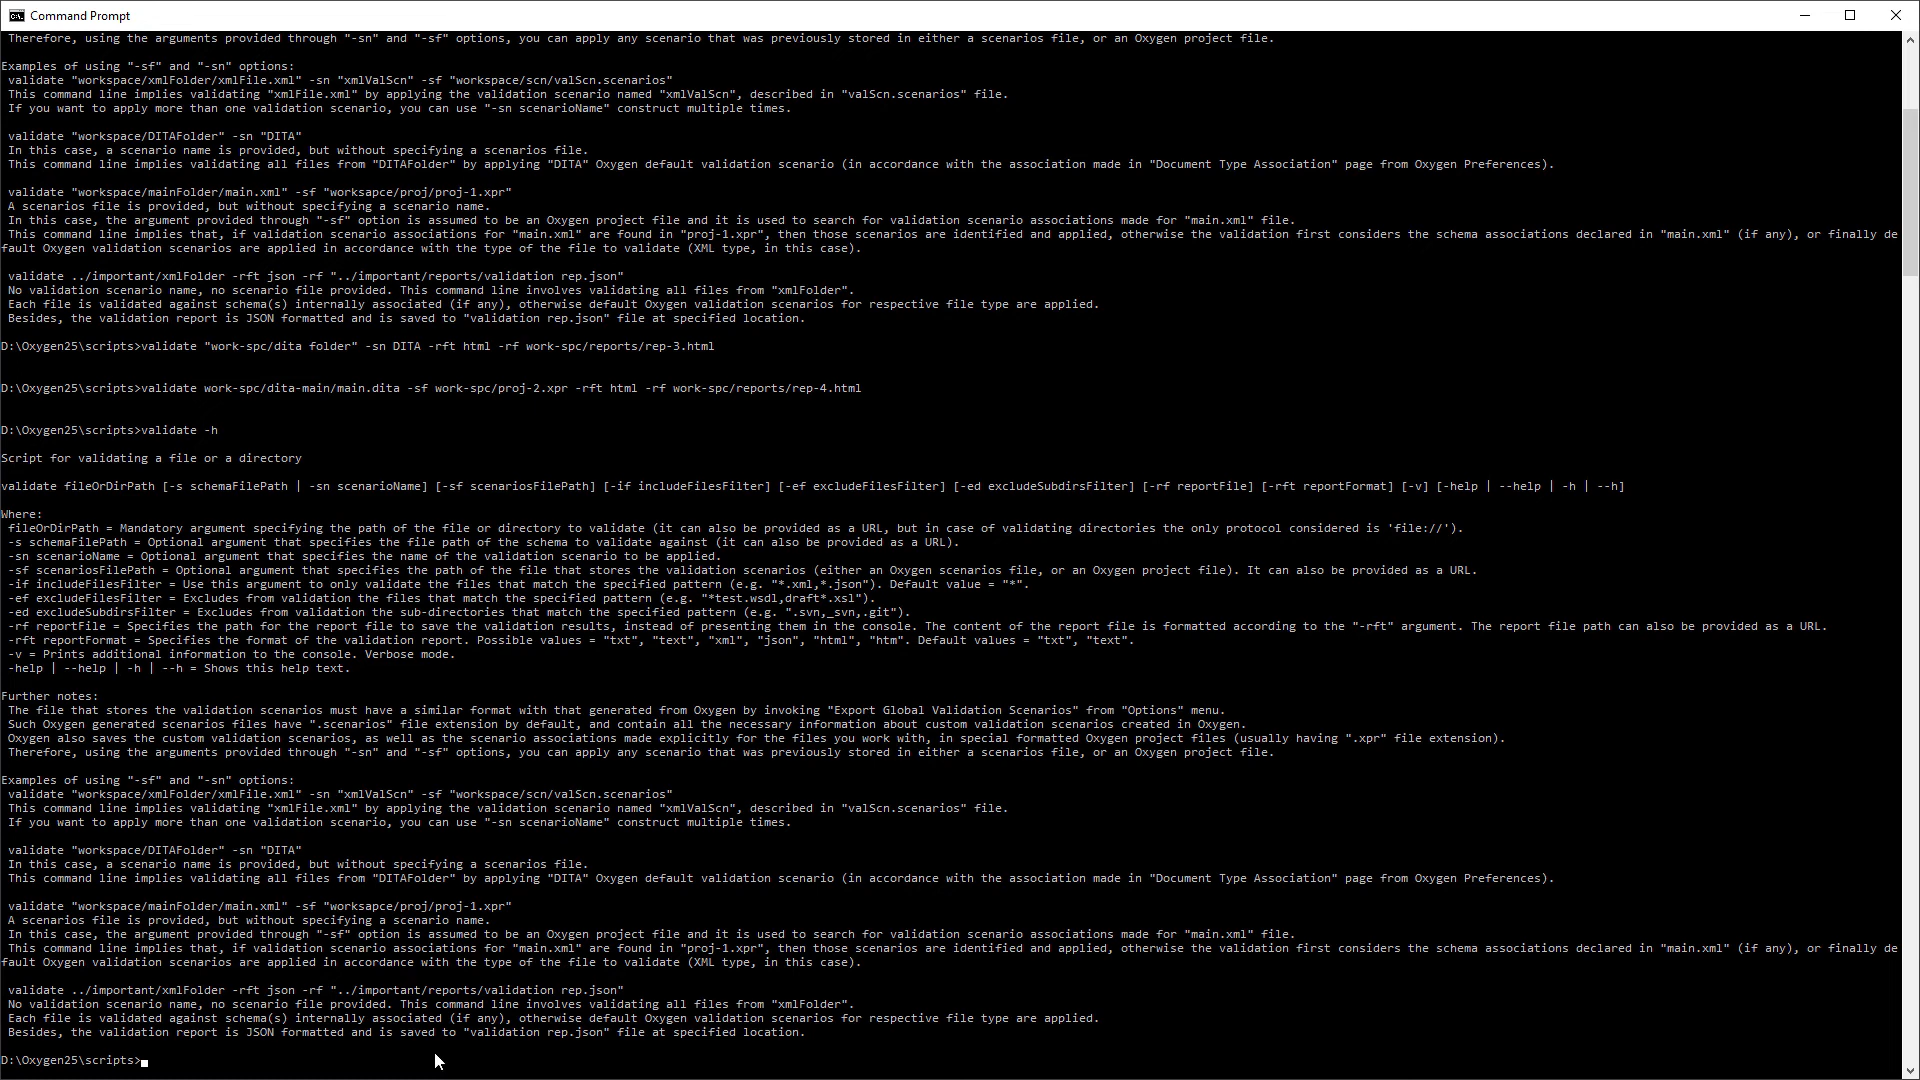 Command Prompt
Therefore, using the arguments provided through "-sn" and "-sf" options, you can apply any scenario that was previously stored in either a scenarios file, or an Oxygen project file.
Examples of using "-sf" and "-sn" options:
validate "workspace/xmlFolder/xmlFile.xml" -sn "xmlValScn" -sf "workspace/scn/valScn.scenarios"
This command line implies validating "xmlFile.xml" by applying the validation scenario named "xmlValScn", described in "valScn.scenarios" file.
If you want to apply more than one validation scenario, you can use "-sn scenarioName" construct multiple times.
validate "workspace/DITAFolder" -sn "DITA"
In this case, a scenario name is provided, but without specifying a scenarios file.
This command line implies validating all files from "DITAFolder" by applying "DITA" Oxygen default validation scenario (in accordance with the association made in "Document Type Association" page from Oxygen Preferences).
validate "workspace/mainFolder/main.xml" -sf "worksapce/proj/proj-1.xpr"
A scenarios file is provided, but without specifying a scenario name.
In this case, the argument provided through "-sf" option is assumed to be an Oxygen project file and it is used to search for validation scenario associations made for "main.xml" file.
This command line implies that, if validation scenario associations for "main.xml" are found in "proj-1.xpr", then those scenarios are identified and applied, otherwise the validation first considers the schema associations declared in "main.xml" (if any), or finally de
fault Oxygen validation scenarios are applied in accordance with the type of the file to validate (XML type, in this case).
validate ../important/xmlFolder -rft json -rf "../important/reports/validation rep.json"
No validation scenario name, no scenario file provided. This command line involves validating all files from "xmlFolder".
Each file is validated against schema(s) internally associated (if any), otherwise default Oxygen validation scenarios for respective file type are applied.
Besides, the validation report is JSON formatted and is saved to "validation rep.json" file at specified location.
D:\Oxygen25\scripts>validate "work-spc/dita folder" -sn DITA -rft html -rf work-spc/reports/rep-3.html
D:\Oxygen25\scripts>validate work-spc/dita-main/main.dita -sf work-spc/proj-2.xpr -rft html -rf work-spc/reports/rep-4.html
D:\Oxygen25\scripts>validate -h
Script for validating a file or a directory
validate fileOrDirPath [-s schemaFilePath | -sn scenarioName] [-sf scenariosFilePath] [-if includeFilesFilter] [-ef excludeFilesFilter] [-ed excludeSubdirsFilter] [-rf reportFile] [-rft reportFormat] [-v] [-help | --help | -h | --h]
Where:
fileOrDirPath = Mandatory argument specifying the path of the file or directory to validate (it can also be provided as a URL, but in case of validating directories the only protocol considered is 'file://').
-s schemaFilePath = Optional argument that specifies the file path of the schema to validate against (it can also be provided as a URL).
-sn scenarioName = Optional argument that specifies the name of the validation scenario to be applied.
-sf scenariosFilePath = Optional argument that specifies the path of the file that stores the validation scenarios (either an Oxygen scenarios file, or an Oxygen project file). It can also be provided as a URL.
-if includeFilesFilter = Use this argument to only validate the files that match the specified pattern (e.g. "*.xml,*.json"). Default value = "*".
-ef excludeFilesFilter = Excludes from validation the files that match the specified pattern (e.g. "*test.wsdl,draft*.xsl").
-ed excludeSubdirsFilter = Excludes from validation the sub-directories that match the specified pattern (e.g. ".svn,_svn,.git").
-rf reportFile = Specifies the path for the report file to save the validation results, instead of presenting them in the console. The content of the report file is formatted according to the "-rft" argument. The report file path can also be provided as a URL.
-rft reportFormat = Specifies the format of the validation report. Possible values = "txt", "text", "xml", "json", "html", "htm". Default values = "txt", "text".
-v = Prints additional information to the console. Verbose mode.
-help | --help | -h | --h = Shows this help text.
Further notes:
The file that stores the validation scenarios must have a similar format with that generated from Oxygen by invoking "Export Global Validation Scenarios" from "Options" menu.
Such Oxygen generated scenarios files have ".scenarios" file extension by default, and contain all the necessary information about custom validation scenarios created in Oxygen.
Oxygen also saves the custom validation scenarios, as well as the scenario associations made explicitly for the files you work with, in special formatted Oxygen project files (usually having ".xpr" file extension).
Therefore, using the arguments provided through "-sn" and "-sf" options, you can apply any scenario that was previously stored in either a scenarios file, or an Oxygen project file.
Examples of using "-sf" and "-sn" options:
validate "workspace/xmlFolder/xmlFile.xml" -sn "xmlValScn" -sf "workspace/scn/valScn.scenarios"
This command line implies validating "xmlFile.xml" by applying the validation scenario named "xmlValScn", described in "valScn.scenarios" file.
If you want to apply more than one validation scenario, you can use "-sn scenarioName" construct multiple times.
validate "workspace/DITAFolder" -sn "DITA"
In this case, a scenario name is provided, but without specifying a scenarios file.
This command line implies validating all files from "DITAFolder" by applying "DITA" Oxygen default validation scenario (in accordance with the association made in "Document Type Association" page from Oxygen Preferences).
validate "workspace/mainFolder/main.xml" -sf "worksapce/proj/proj-1.xpr"
A scenarios file is provided, but without specifying a scenario name.
In this case, the argument provided through "-sf" option is assumed to be an Oxygen project file and it is used to search for validation scenario associations made for "main.xml" file.
This command line implies that, if validation scenario associations for "main.xml" are found in "proj-1.xpr", then those scenarios are identified and applied, otherwise the validation first considers the schema associations declared in "main.xml" (if any), or finally de
fault Oxygen validation scenarios are applied in accordance with the type of the file to validate (XML type, in this case).
validate ../important/xmlFolder -rft json -rf "../important/reports/validation rep.json"
No validation scenario name, no scenario file provided. This command line involves validating all files from "xmlFolder".
Each file is validated against schema(s) internally associated (if any), otherwise default Oxygen validation scenarios for respective file type are applied.
Besides, the validation report is JSON formatted and is saved to "validation rep.json" file at specified location.
D:\Oxygen25\scripts>